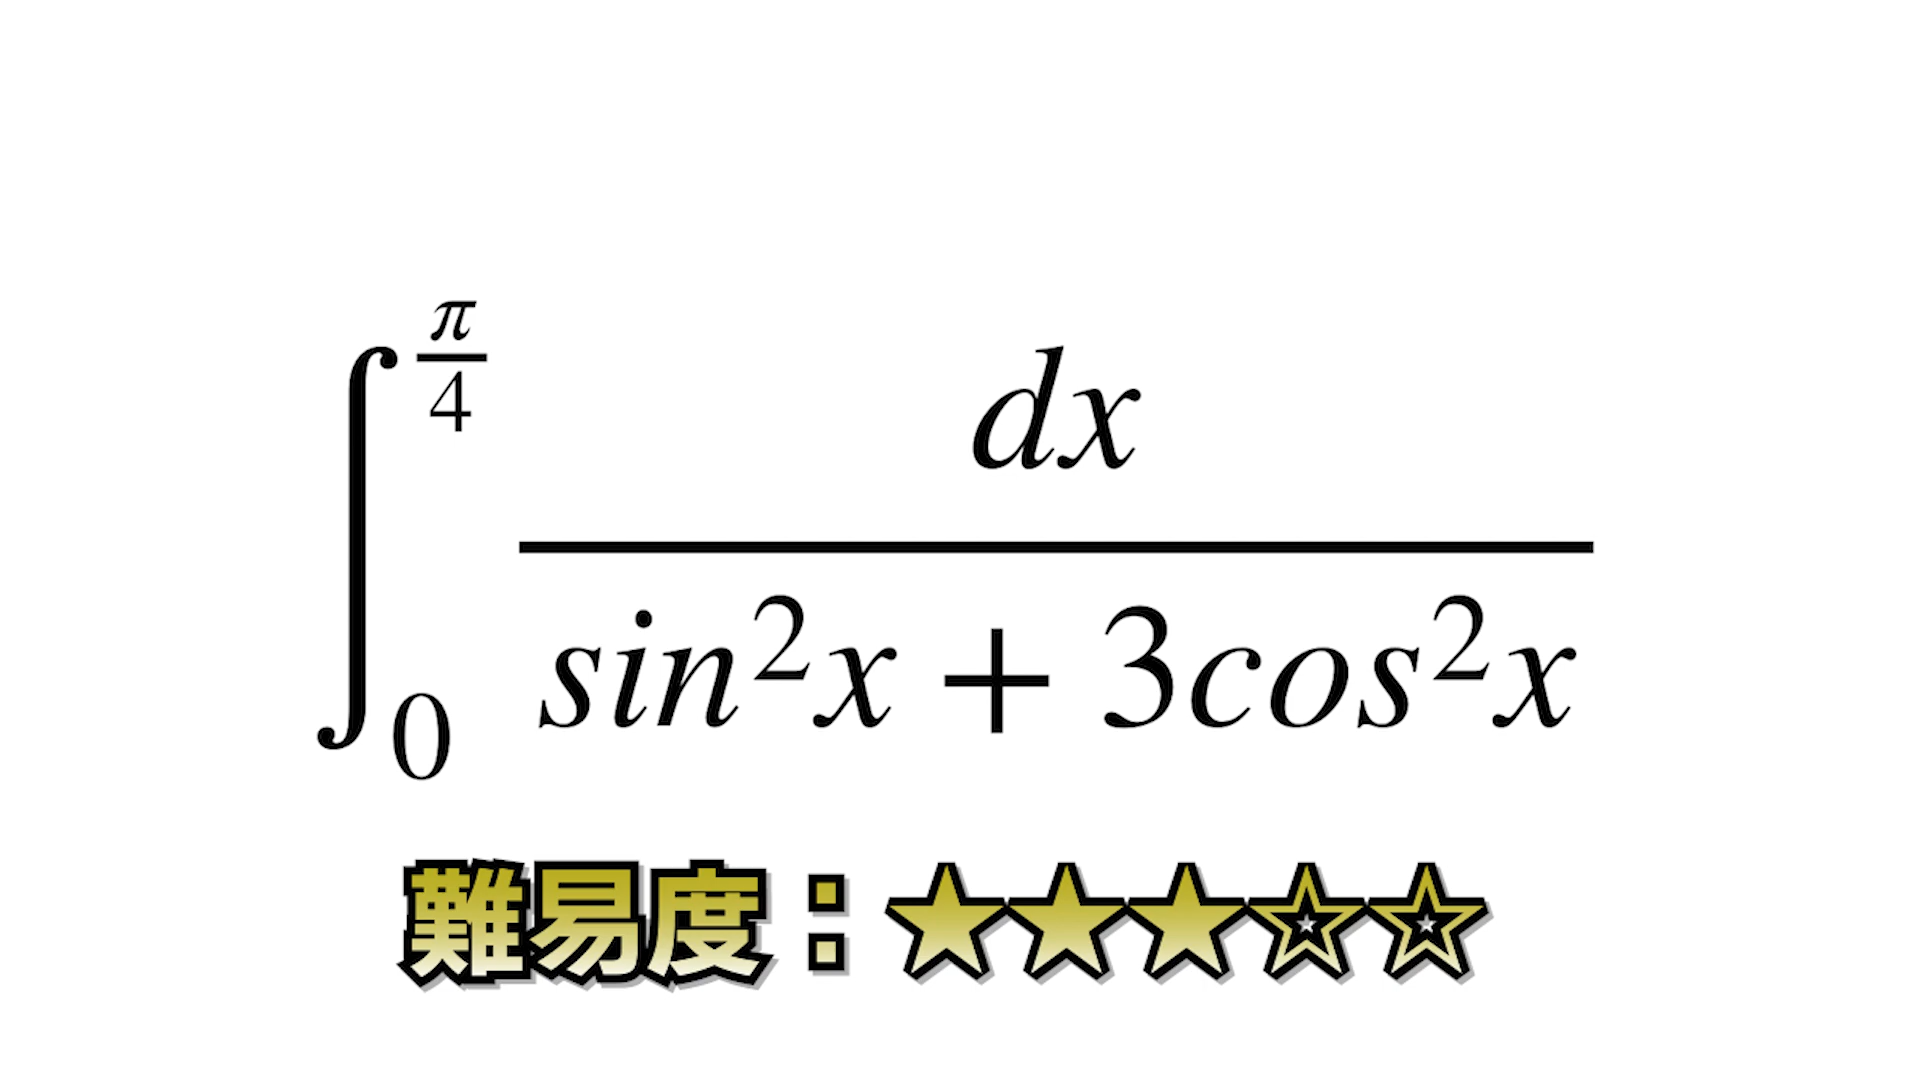 ∫₀^{π/4} dx / (sin²x + 3cos²x)
難易度：★★★☆☆